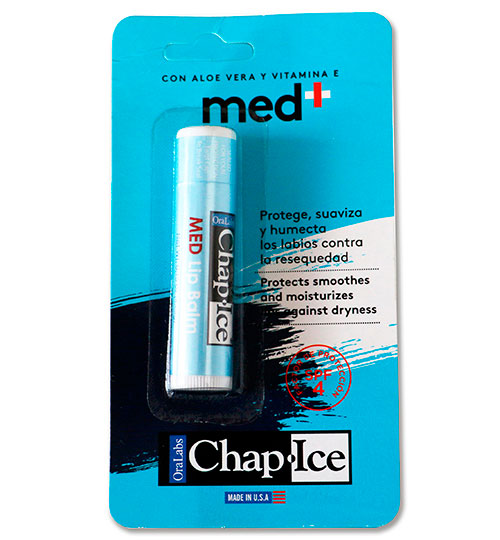 CON ALOE VERA Y VITAMINA E
med+
Protege, suaviza
y humecta
los labios contra
la resequedad
Protects smoothes
and moisturizes
against dryness
SPF
4
PROTECCIÓN
OraLabs
Chap·Ice
MED Lip Balm
OraLabs
Chap·Ice
MADE IN U.S.A